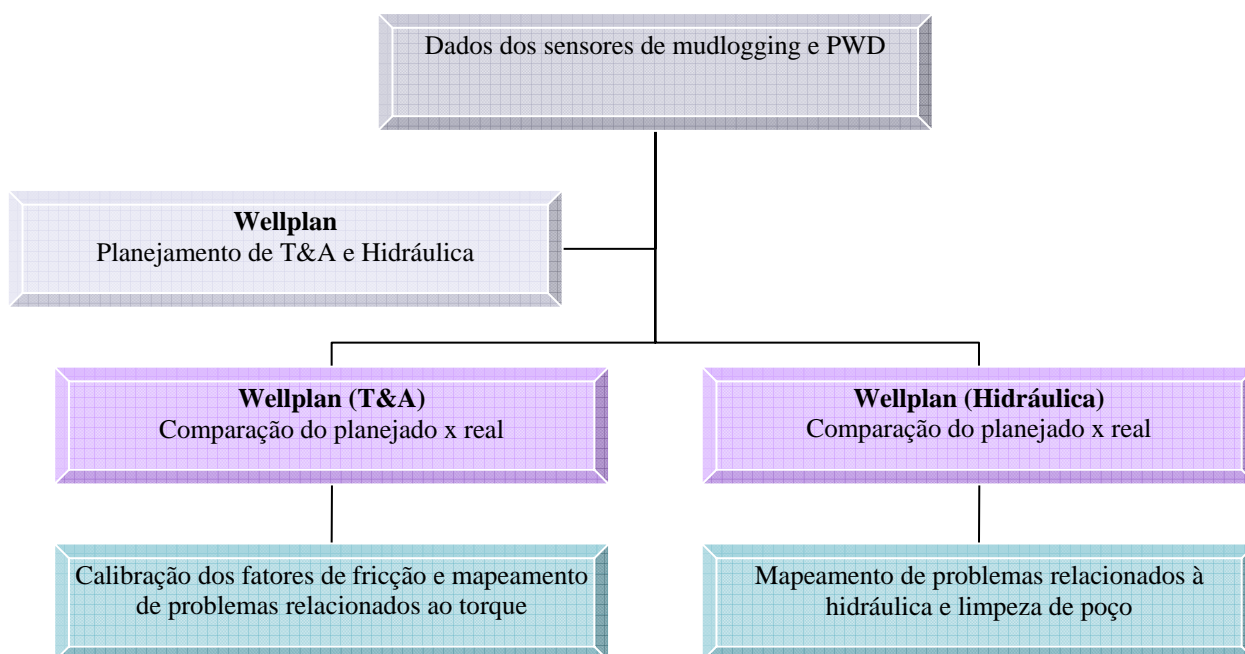 Dados dos sensores de mudlogging e PWD
Wellplan
Planejamento de T&A e Hidráulica
Wellplan (T&A)
Comparação do planejado x real
Wellplan (Hidráulica)
Comparação do planejado x real
Calibração dos fatores de fricção e mapeamento
de problemas relacionados ao torque
Mapeamento de problemas relacionados à
hidráulica e limpeza de poço